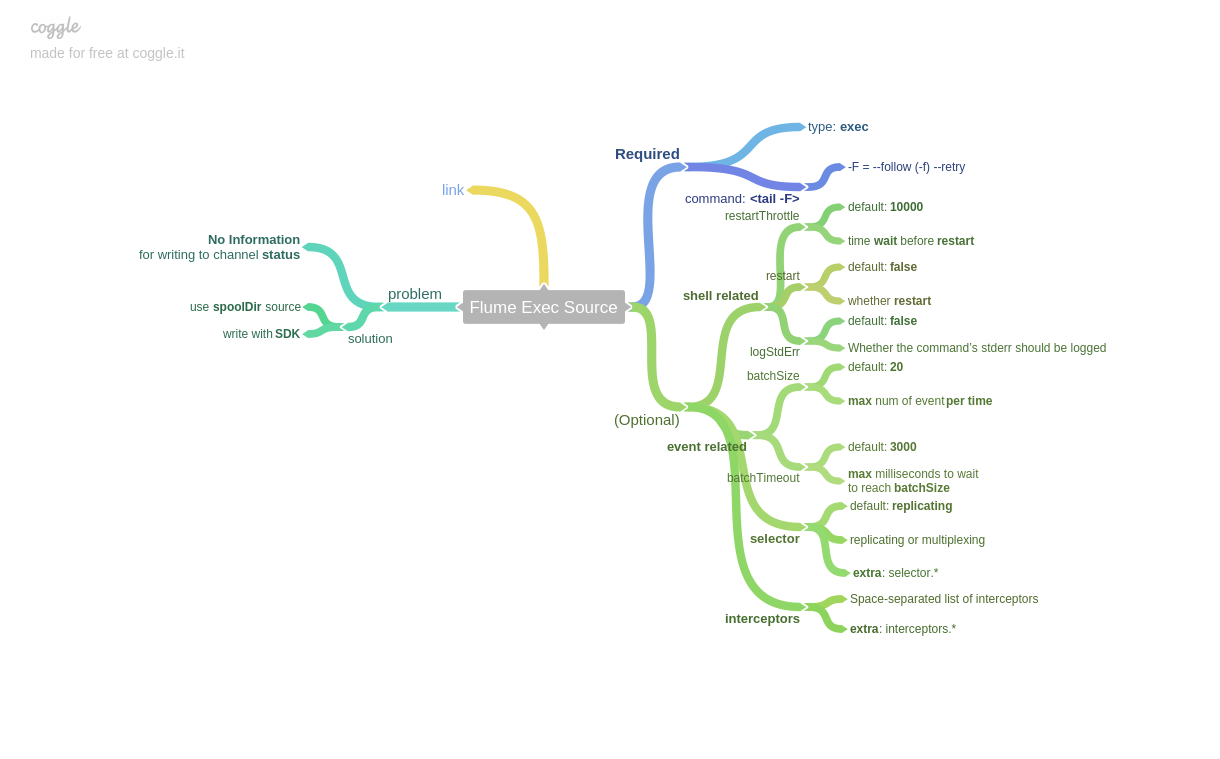 coggle
made for free at coggle.it
Flume Exec Source
link
problem
No Information
for writing to channel status
solution
use spoolDir source
write with SDK
Required
type: exec
command: <tail -F>
-F = --follow (-f) --retry
(Optional)
shell related
restartThrottle
default: 10000
time wait before restart
restart
default: false
whether restart
logStdErr
default: false
Whether the command's stderr should be logged
event related
batchSize
default: 20
max num of event per time
batchTimeout
default: 3000
max milliseconds to wait
to reach batchSize
selector
default: replicating
replicating or multiplexing
extra: selector.*
interceptors
Space-separated list of interceptors
extra: interceptors.*